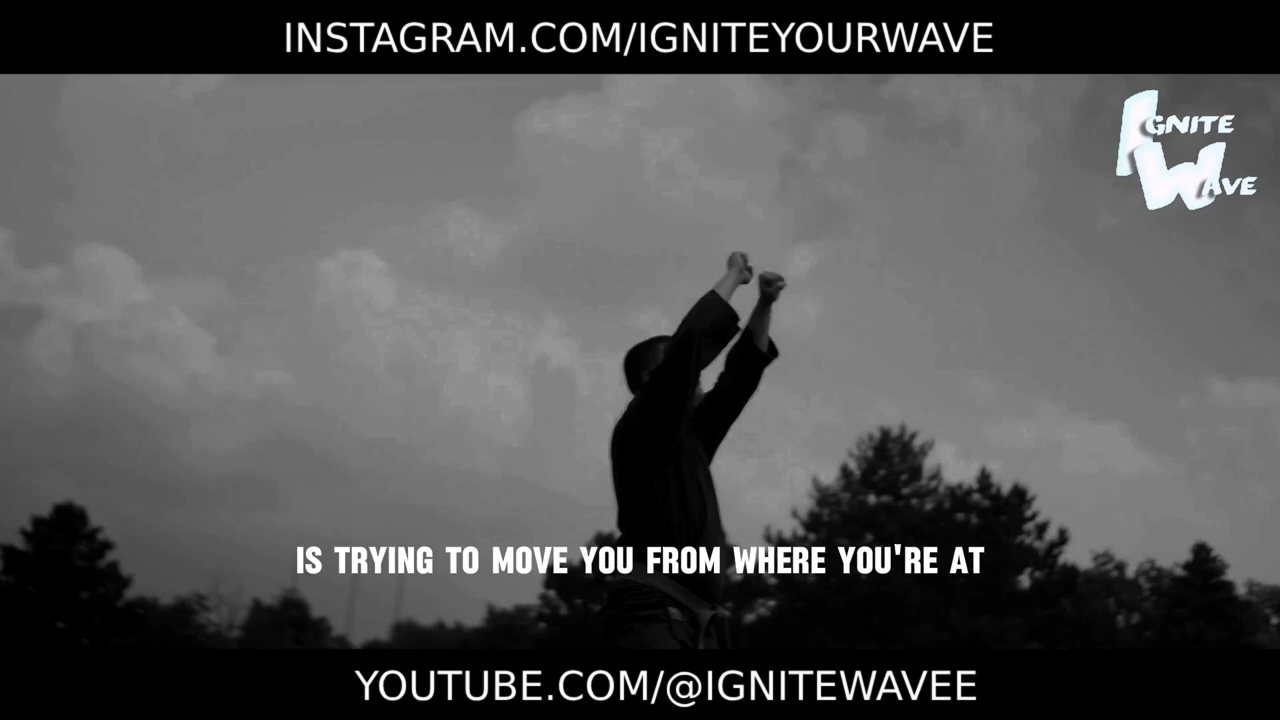 INSTAGRAM.COM/IGNITEYOURWAVE
IGNITE
WAVE
IS TRYING TO MOVE YOU FROM WHERE YOU'RE AT
YOUTUBE.COM/@IGNITEWAVEE